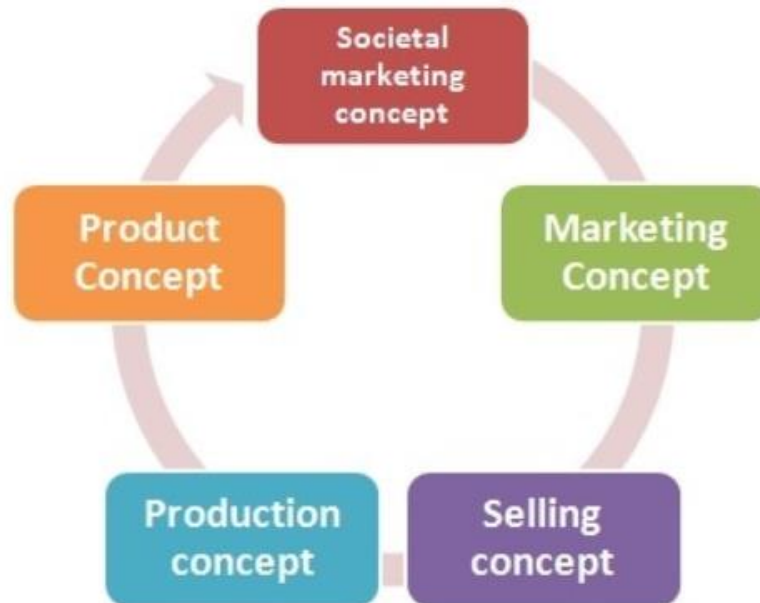 Societal
marketing
concept
Marketing
Concept
Selling
concept
Production
concept
Product
Concept